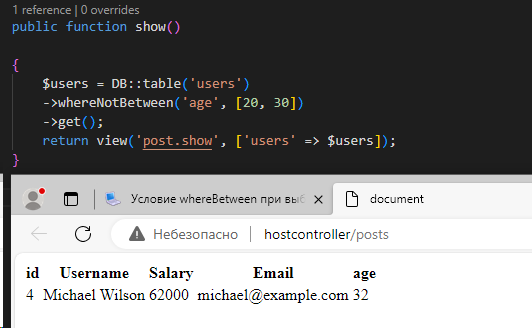 1 reference | 0 overrides
public function show()
{
$users = DB::table('users')
->whereNotBetween('age', [20, 30])
->get();
return view('post.show', ['users' => $users]);
}
Условие whereBetween при выб
document
Небезопасно hostcontroller/posts
id Username Salary Email age
4 Michael Wilson 62000 michael@example.com 32